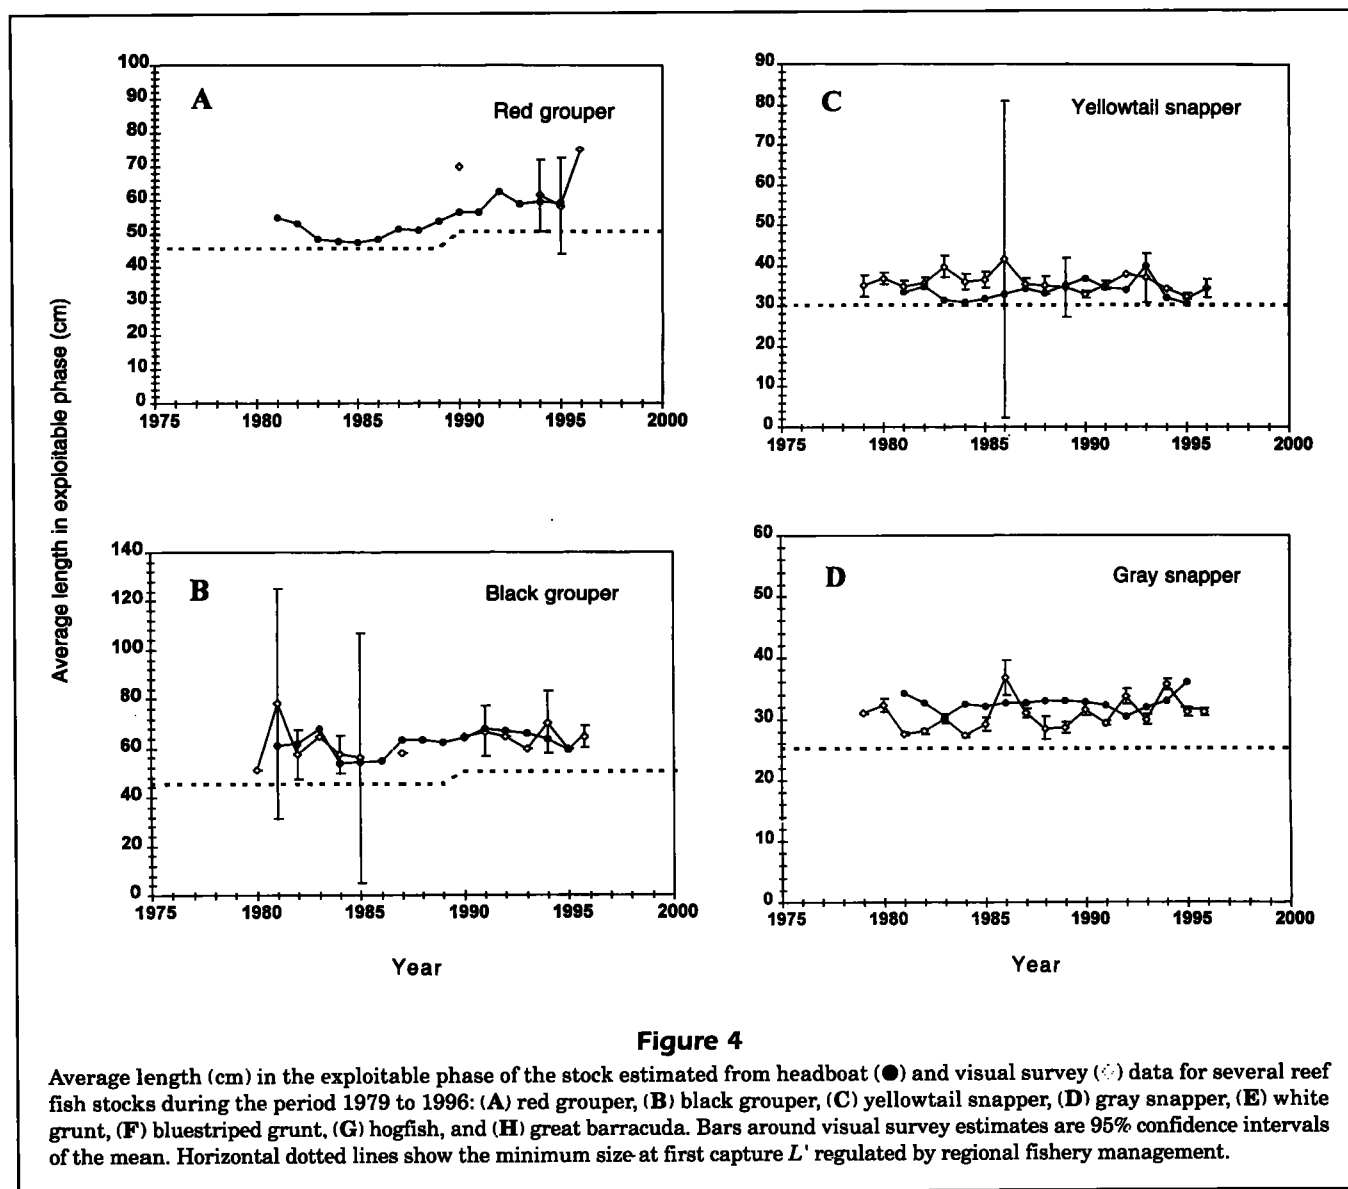 Average length in exploitable phase (cm)
100
90
80
70
60
50
40
30
20
10
0
A
Red grouper
1975 1980 1985 1990 1995 2000
90
80
70
60
50
40
30
20
10
0
C
Yellowtail snapper
1975 1980 1985 1990 1995 2000
140
120
100
80
60
40
20
0
B
Black grouper
1975 1980 1985 1990 1995 2000
Year
60
50
40
30
20
10
0
D
Gray snapper
1975 1980 1985 1990 1995 2000
Year
Figure 4
Average length (cm) in the exploitable phase of the stock estimated from headboat (●) and visual survey (◌) data for several reef
fish stocks during the period 1979 to 1996: (A) red grouper, (B) black grouper, (C) yellowtail snapper, (D) gray snapper, (E) white
grunt, (F) bluestriped grunt, (G) hogfish, and (H) great barracuda. Bars around visual survey estimates are 95% confidence intervals
of the mean. Horizontal dotted lines show the minimum size at first capture L' regulated by regional fishery management.